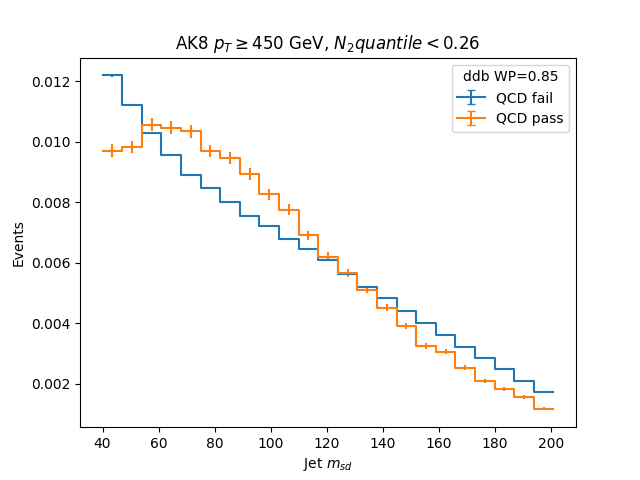 AK8 $p_T \geq 450$ GeV, $N_2quantile < 0.26$
ddb WP=0.85
QCD fail
QCD pass
Events
0.012
0.010
0.008
0.006
0.004
0.002
40 60 80 100 120 140 160 180 200
Jet $m_{sd}$